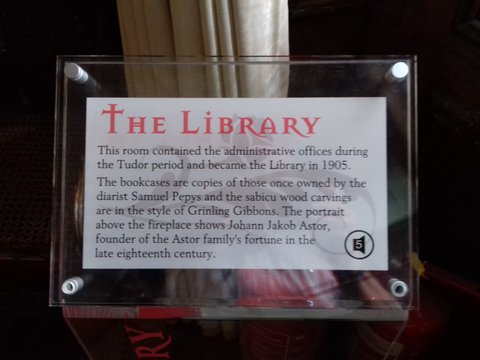 THE LIBRARY
This room contained the administrative offices during
the Tudor period and became the Library in 1905.
The bookcases are copies of those once owned by the
diarist Samuel Pepys and the sabicu wood carvings
are in the style of Grinling Gibbons. The portrait
above the fireplace shows Johann Jakob Astor,
founder of the Astor family's fortune in the
late eighteenth century.
5